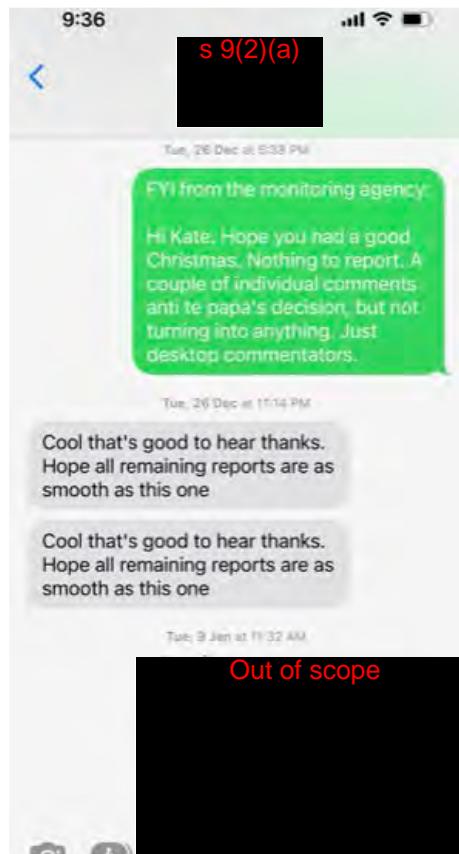 9:36
s 9(2)(a)
Tue, 26 Dec at 5:33 PM
FYI from the monitoring agency:
Hi Kate. Hope you had a good
Christmas. Nothing to report. A
couple of individual comments
anti te papa's decision, but not
turning into anything. Just
desktop commentators.
Tue, 26 Dec at 11:14 PM
Cool that's good to hear thanks.
Hope all remaining reports are as
smooth as this one
Cool that's good to hear thanks.
Hope all remaining reports are as
smooth as this one
Tue, 9 Jan at 11:32 AM
Out of scope